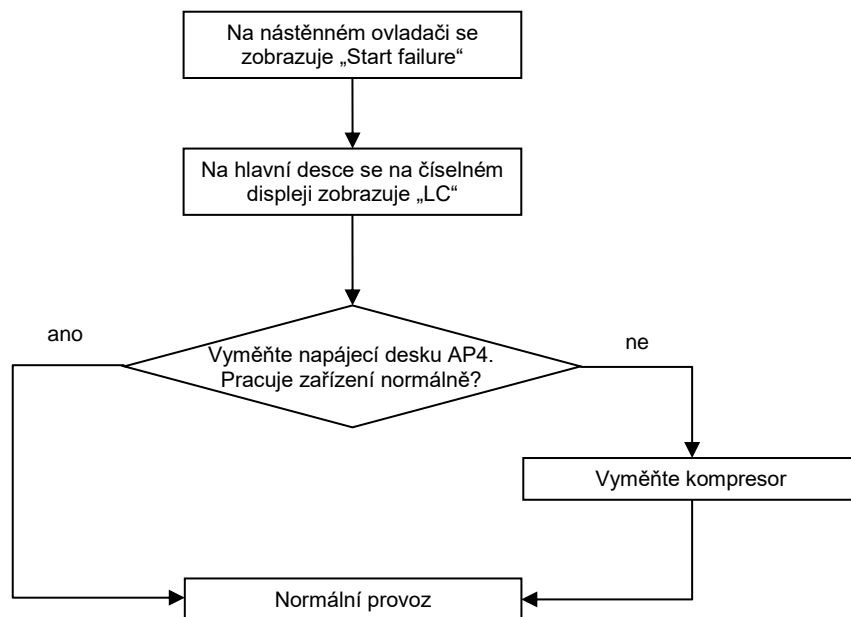 Na nástěnném ovladači se
zobrazuje „Start failure“
Na hlavní desce se na číselném
displeji zobrazuje „LC“
ano
ne
Vyměňte napájecí desku AP4.
Pracuje zařízení normálně?
Vyměňte kompresor
Normální provoz